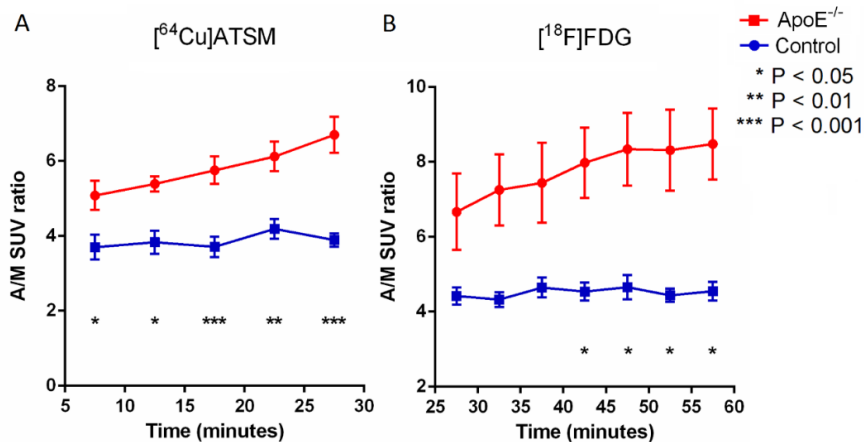 A
[⁶⁴Cu]ATSM
A/M SUV ratio
8
6
4
2
0
* * *** ** ***
5 10 15 20 25 30
Time (minutes)
B
[¹⁸F]FDG
A/M SUV ratio
10
8
6
4
2
* * * *
25 30 35 40 45 50 55 60
Time (minutes)
ApoE⁻/⁻
Control
* P < 0.05
** P < 0.01
*** P < 0.001